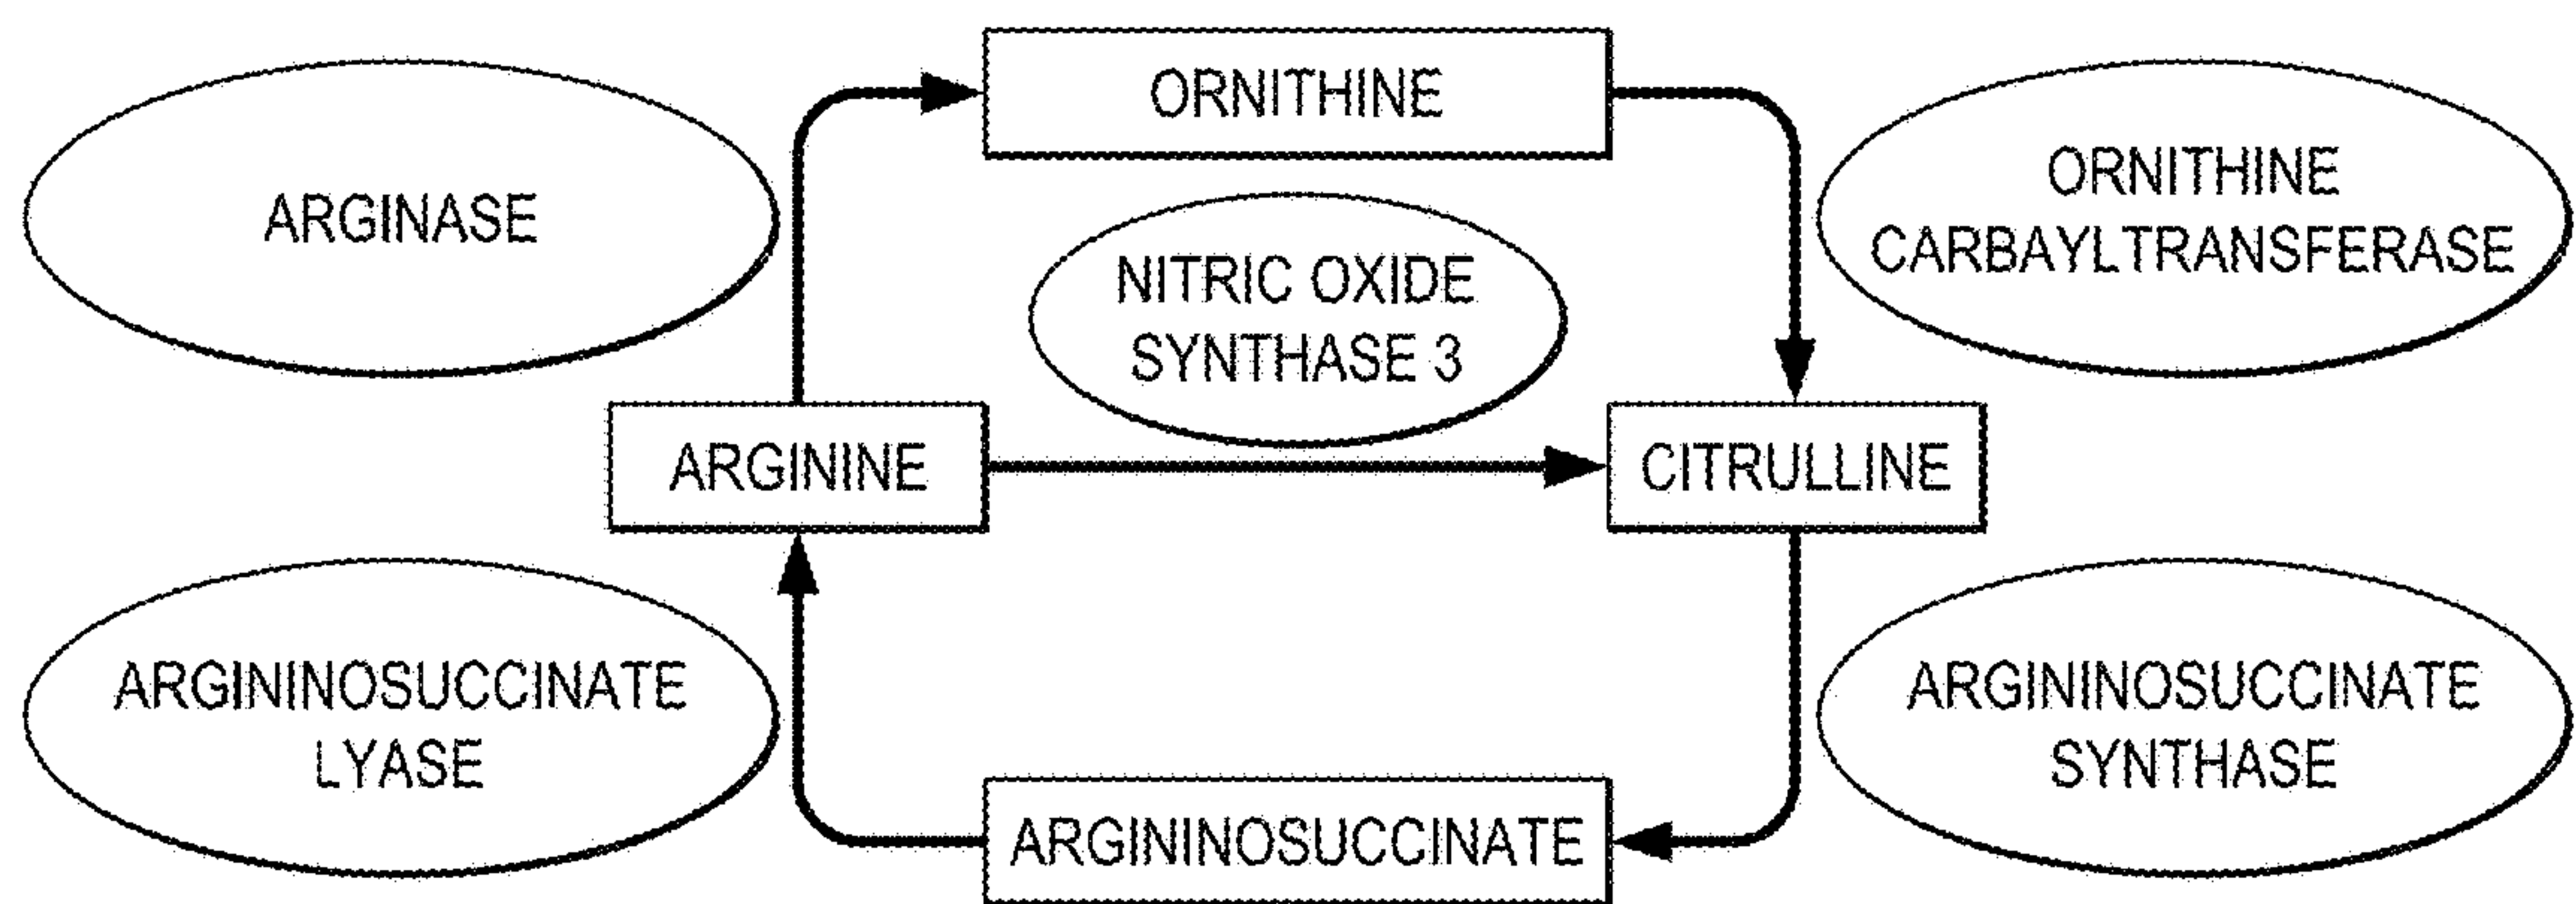 ORNITHINE
ARGINASE
ORNITHINE
CARBAYLTRANSFERASE
NITRIC OXIDE
SYNTHASE 3
ARGININE
CITRULLINE
ARGININOSUCCINATE
LYASE
ARGININOSUCCINATE
SYNTHASE
ARGININOSUCCINATE